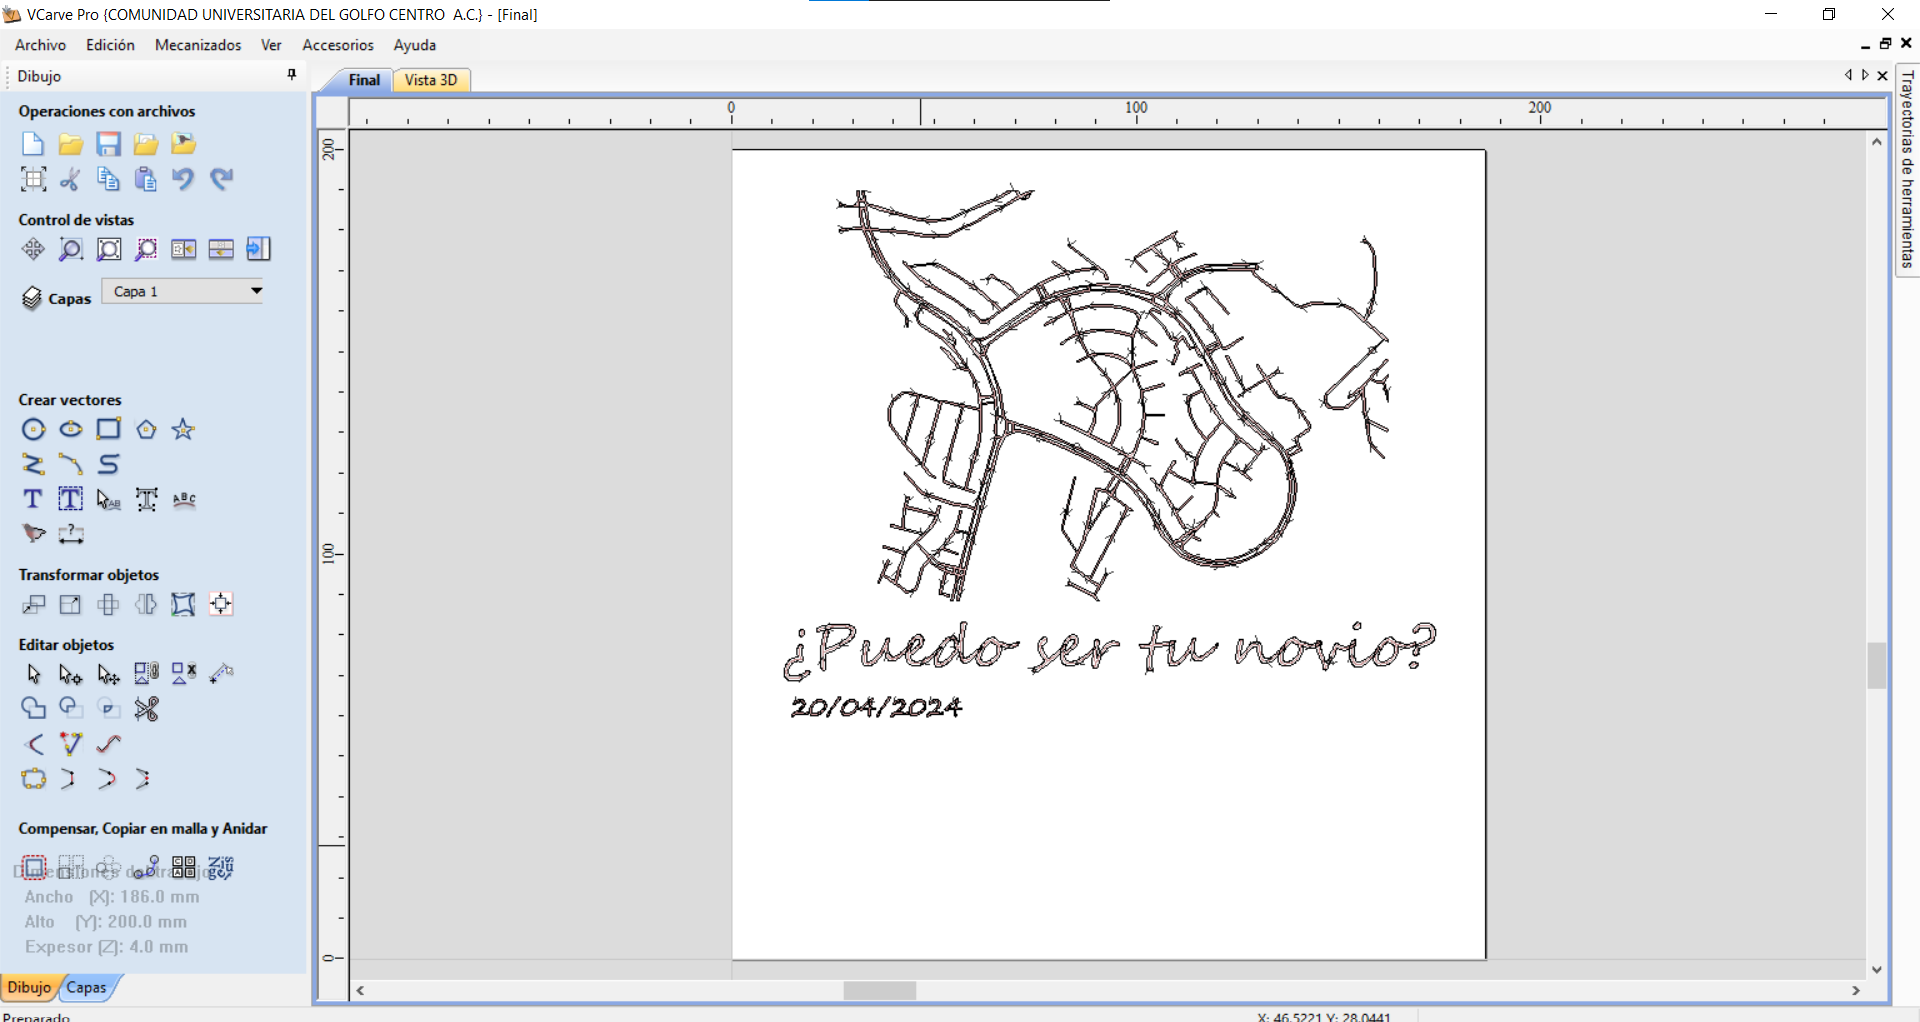 VCarve Pro {COMUNIDAD UNIVERSITARIA DEL GOLFO CENTRO  A.C.} - [Final]
Archivo Edición Mecanizados Ver Accesorios Ayuda
Dibujo
Final Vista 3D
Operaciones con archivos
0 100 200
200
100
0
Control de vistas
Capas Capa 1
Crear vectores
Transformar objetos
Editar objetos
Compensar, Copiar en malla y Anidar
Dimensiones de trabajo
Ancho (X): 186.0 mm
Alto (Y): 200.0 mm
Expesor (Z): 4.0 mm
Dibujo Capas
¿Puedo ser tu novio?
20/04/2024
Trayectorias de herramientas
Preparado
X: 46.5221 Y: 28.0441